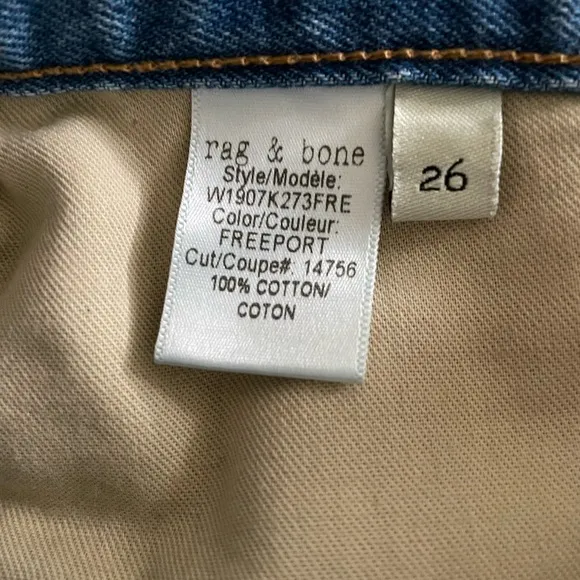 rag & bone
Style/Modèle:
W1907K273FRE
Color/Couleur:
FREEPORT
Cut/Coupe#: 14756
100% COTTON/
COTON
26